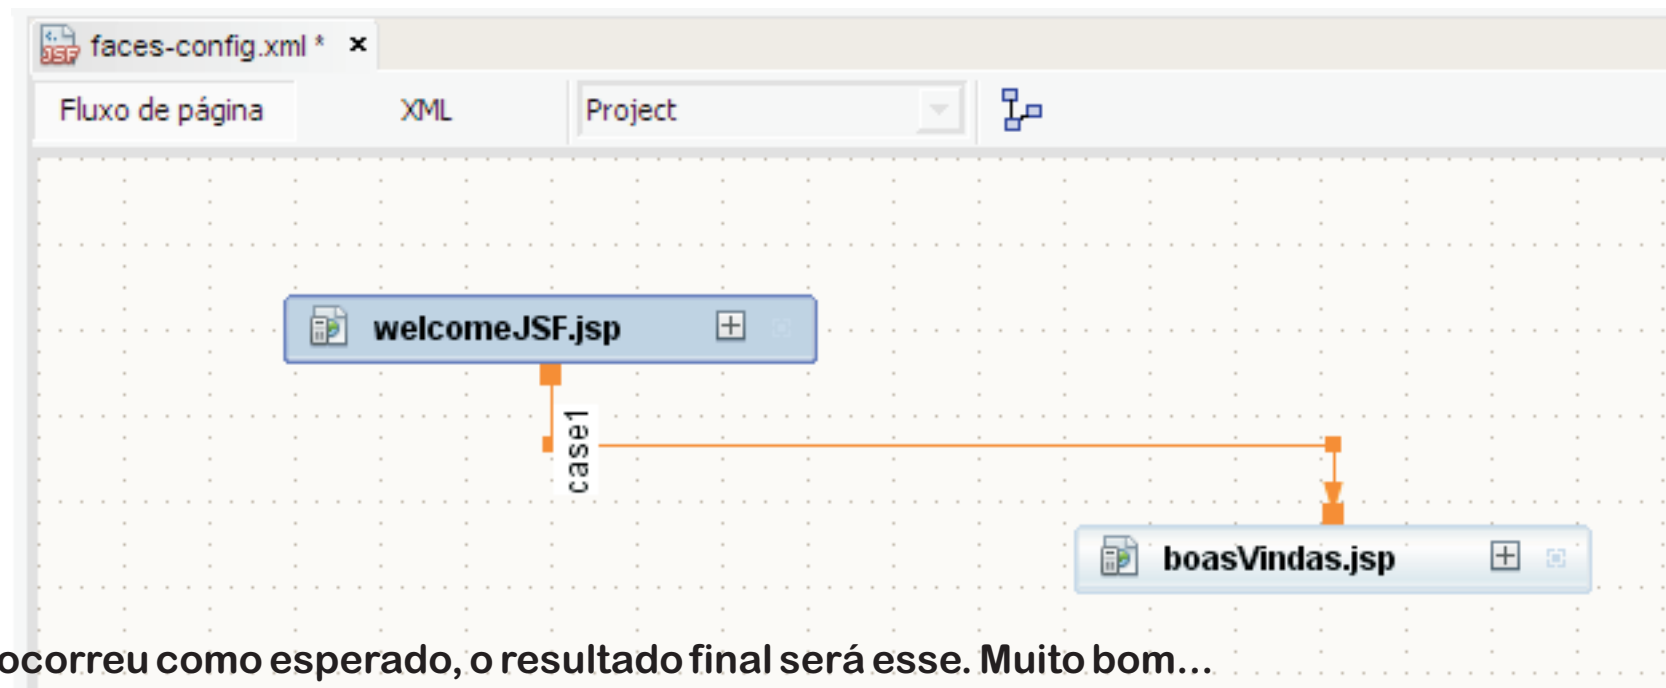 faces-config.xml *
Fluxo de página XML Project
welcomeJSF.jsp
case1
boasVindas.jsp
ocorreu como esperado, o resultado final será esse. Muito bom...